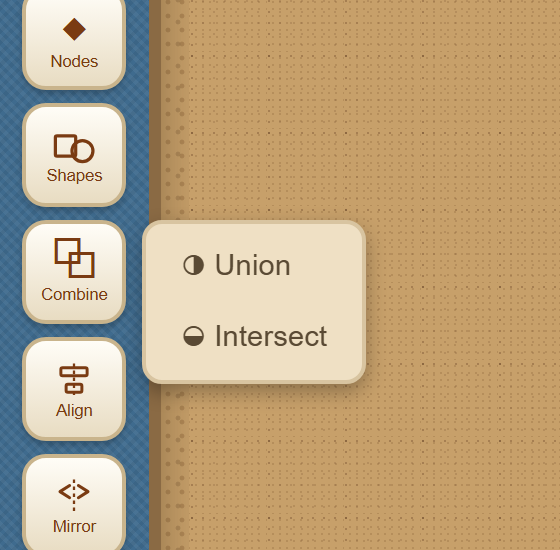 Nodes
Shapes
Combine
Union
Intersect
Align
Mirror